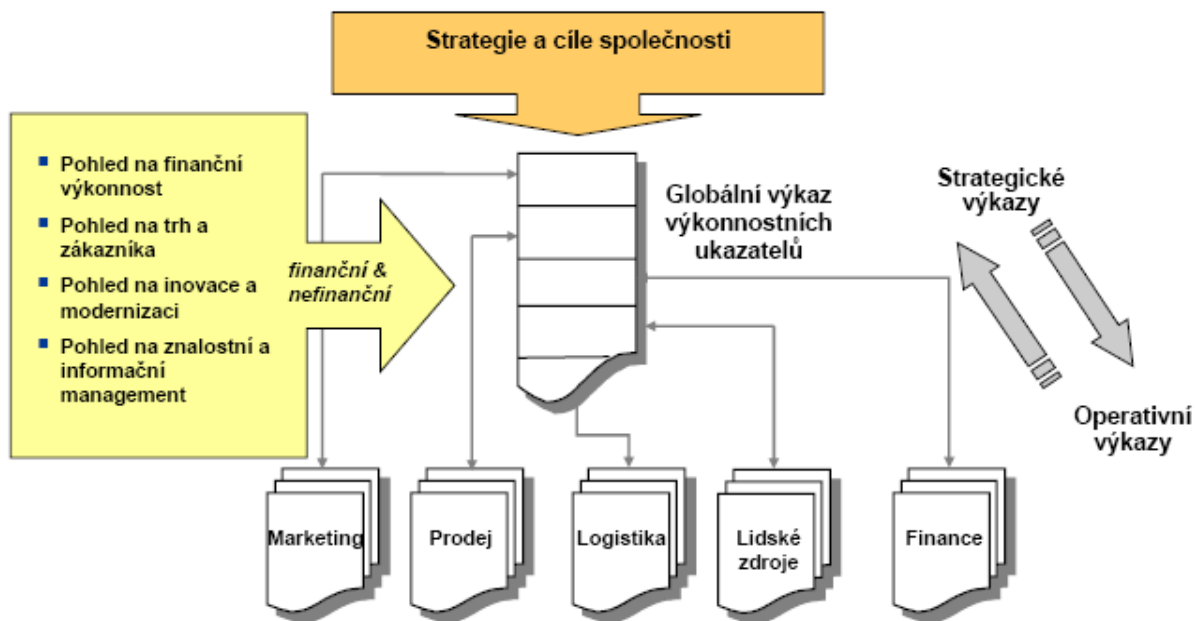 Strategie a cíle společnosti
▪ Pohled na finanční
výkonnost
▪ Pohled na trh a
zákazníka
▪ Pohled na inovace a
modernizaci
▪ Pohled na znalostní a
informační
management
finanční &
nefinanční
Globální výkaz
výkonnostních
ukazatelů
Strategické
výkazy
Operativní
výkazy
Marketing
Prodej
Logistika
Lidské
zdroje
Finance